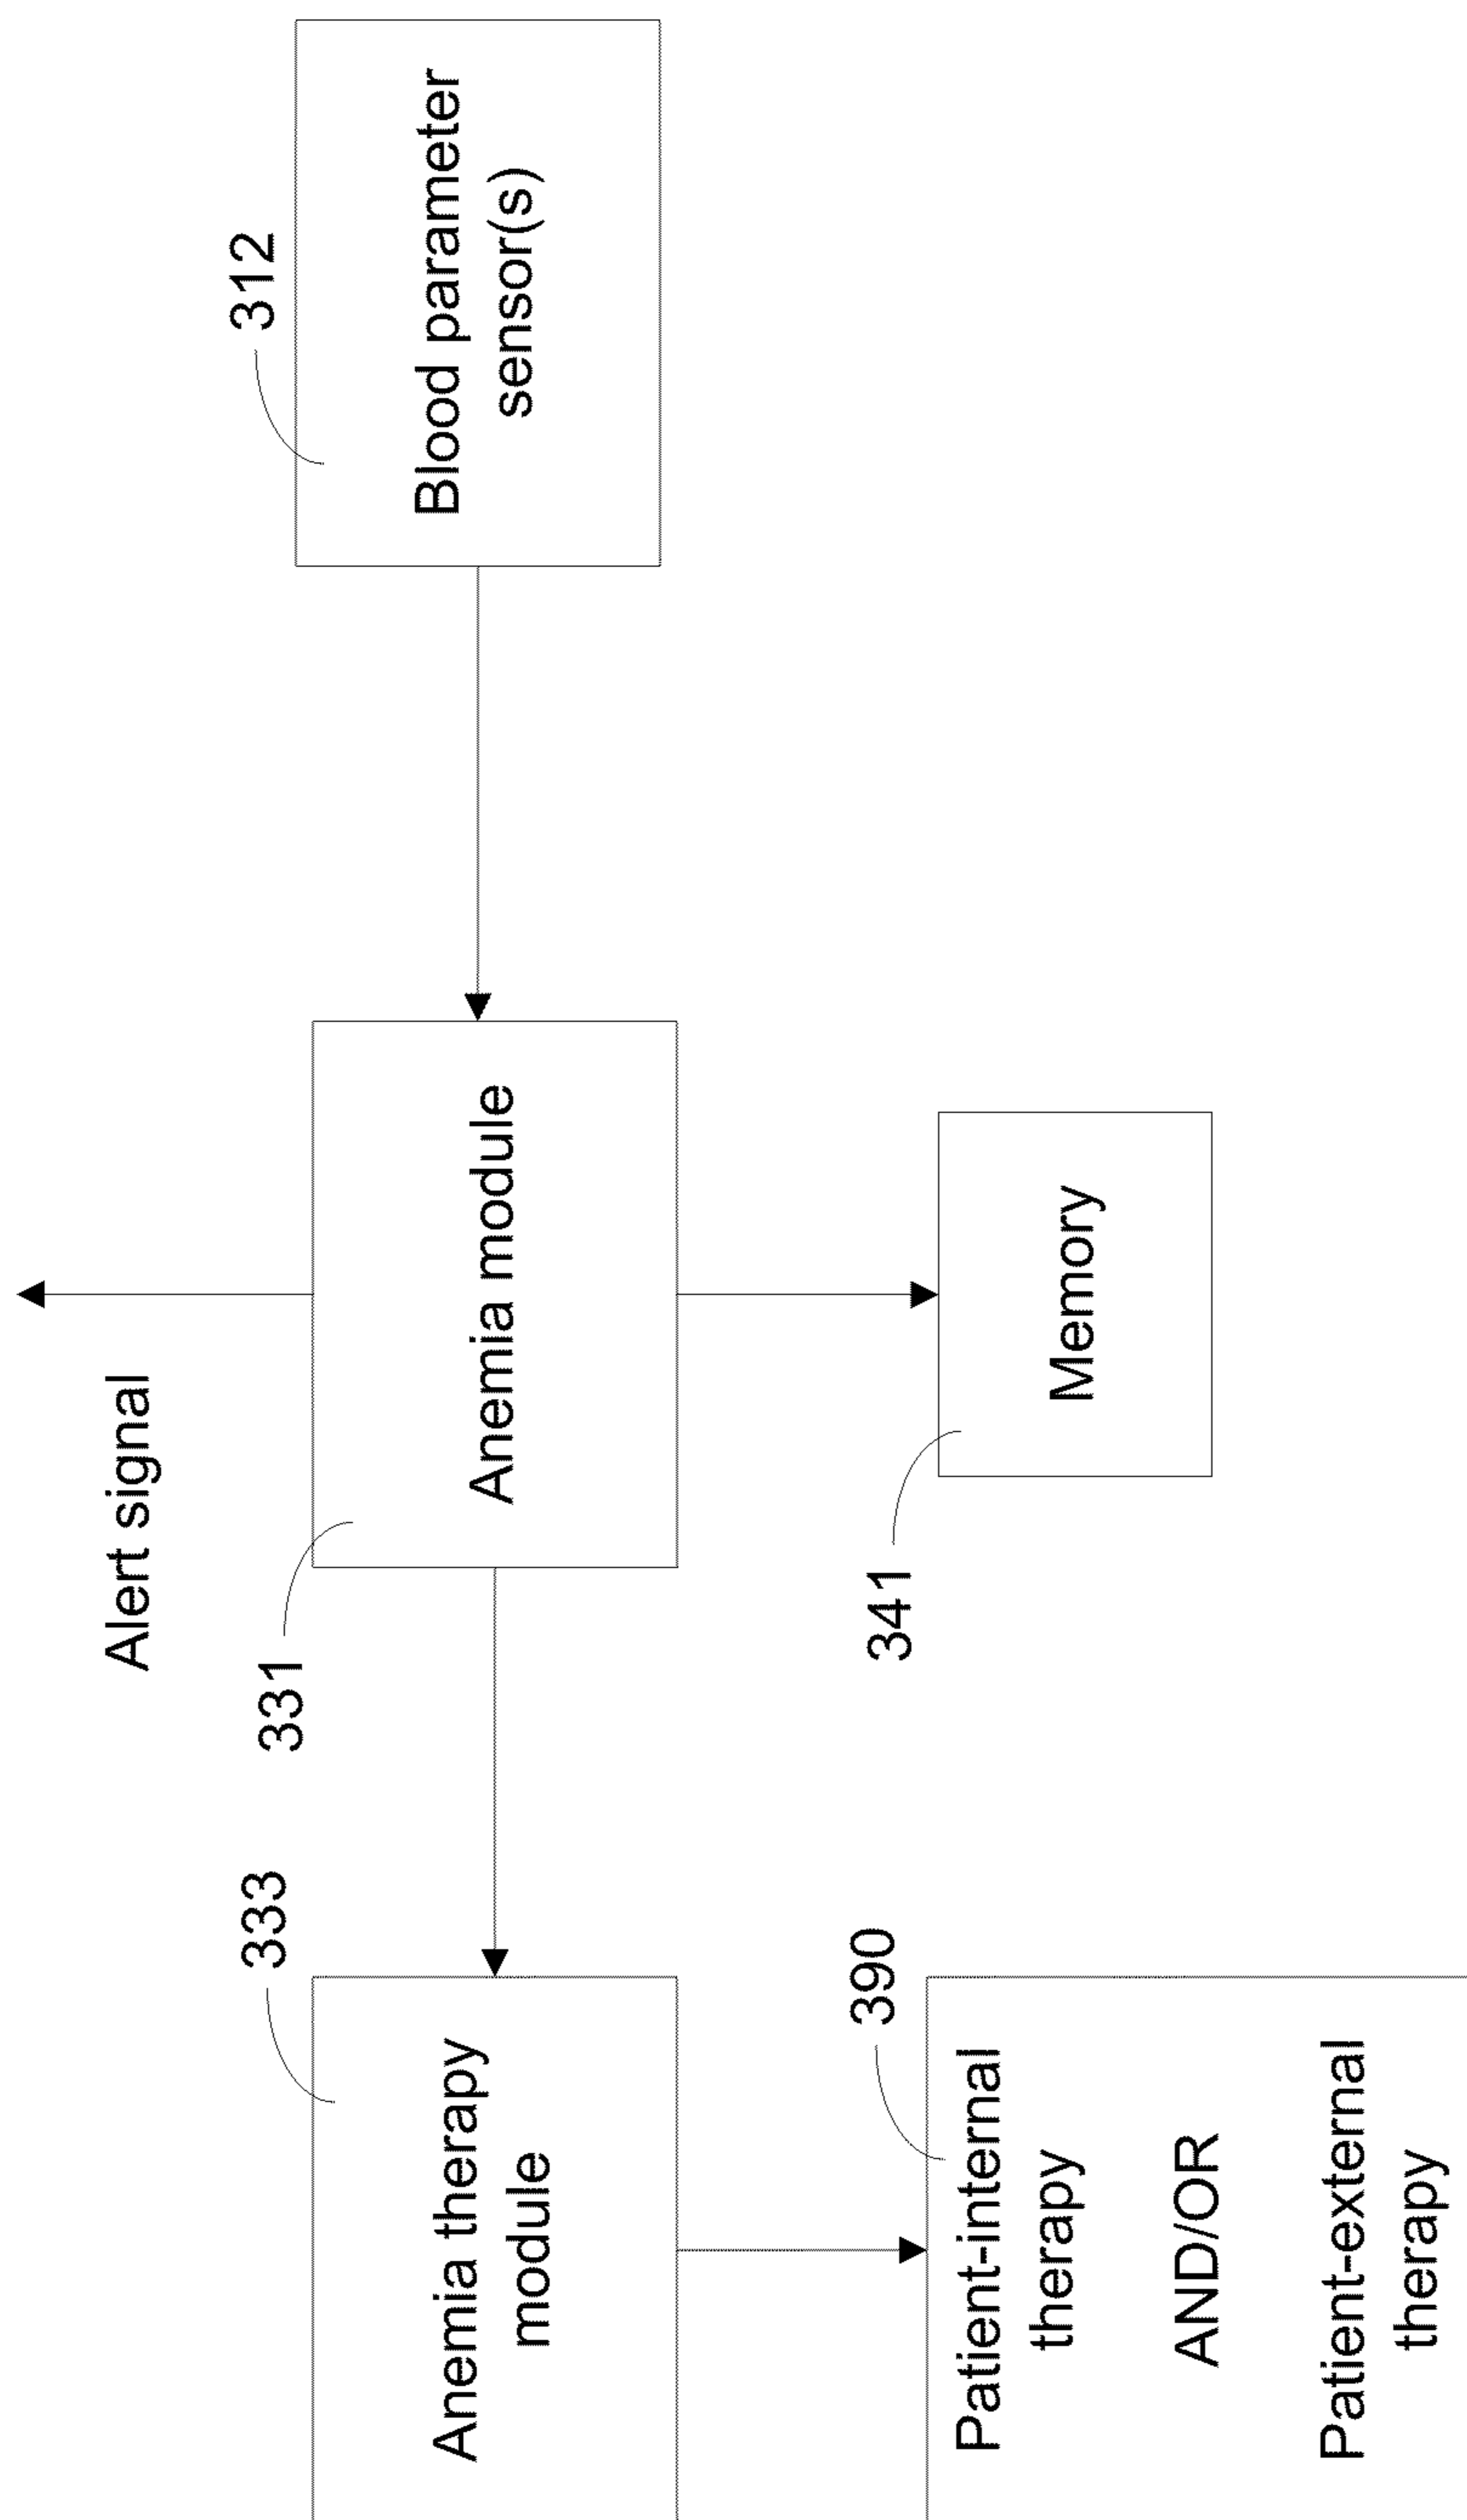 Alert signal
333
Anemia therapy
module
331
Anemia module
312
Blood parameter
sensor(s)
390
Patient-internal
therapy
AND/OR
Patient-external
therapy
341
Memory